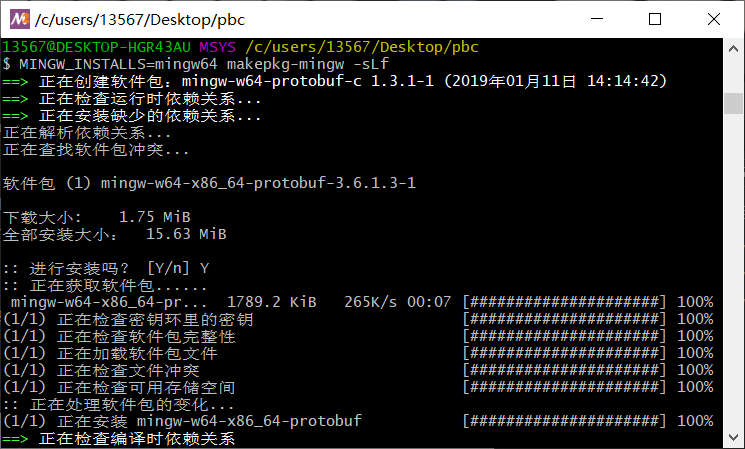 /c/users/13567/Desktop/pbc
13567@DESKTOP-HGR43AU MSYS /c/users/13567/Desktop/pbc
$ MINGW_INSTALLS=mingw64 makepkg-mingw -sLf
==> 正在创建软件包：mingw-w64-protobuf-c 1.3.1-1 (2019年01月11日 14:14:42)
==> 正在检查运行时依赖关系...
==> 正在安装缺少的依赖关系...
正在解析依赖关系...
正在查找软件包冲突...
软件包 (1) mingw-w64-x86_64-protobuf-3.6.1.3-1
下载大小:    1.75 MiB
全部安装大小：  15.63 MiB
:: 进行安装吗？ [Y/n] Y
:: 正在获取软件包......
mingw-w64-x86_64-pr...  1789.2 KiB   265K/s 00:07 [#####################] 100%
(1/1) 正在检查密钥环里的密钥 [#####################] 100%
(1/1) 正在检查软件包完整性 [#####################] 100%
(1/1) 正在加载软件包文件 [#####################] 100%
(1/1) 正在检查文件冲突 [#####################] 100%
(1/1) 正在检查可用存储空间 [#####################] 100%
:: 正在处理软件包的变化...
(1/1) 正在安装 mingw-w64-x86_64-protobuf [#####################] 100%
==> 正在检查编译时依赖关系